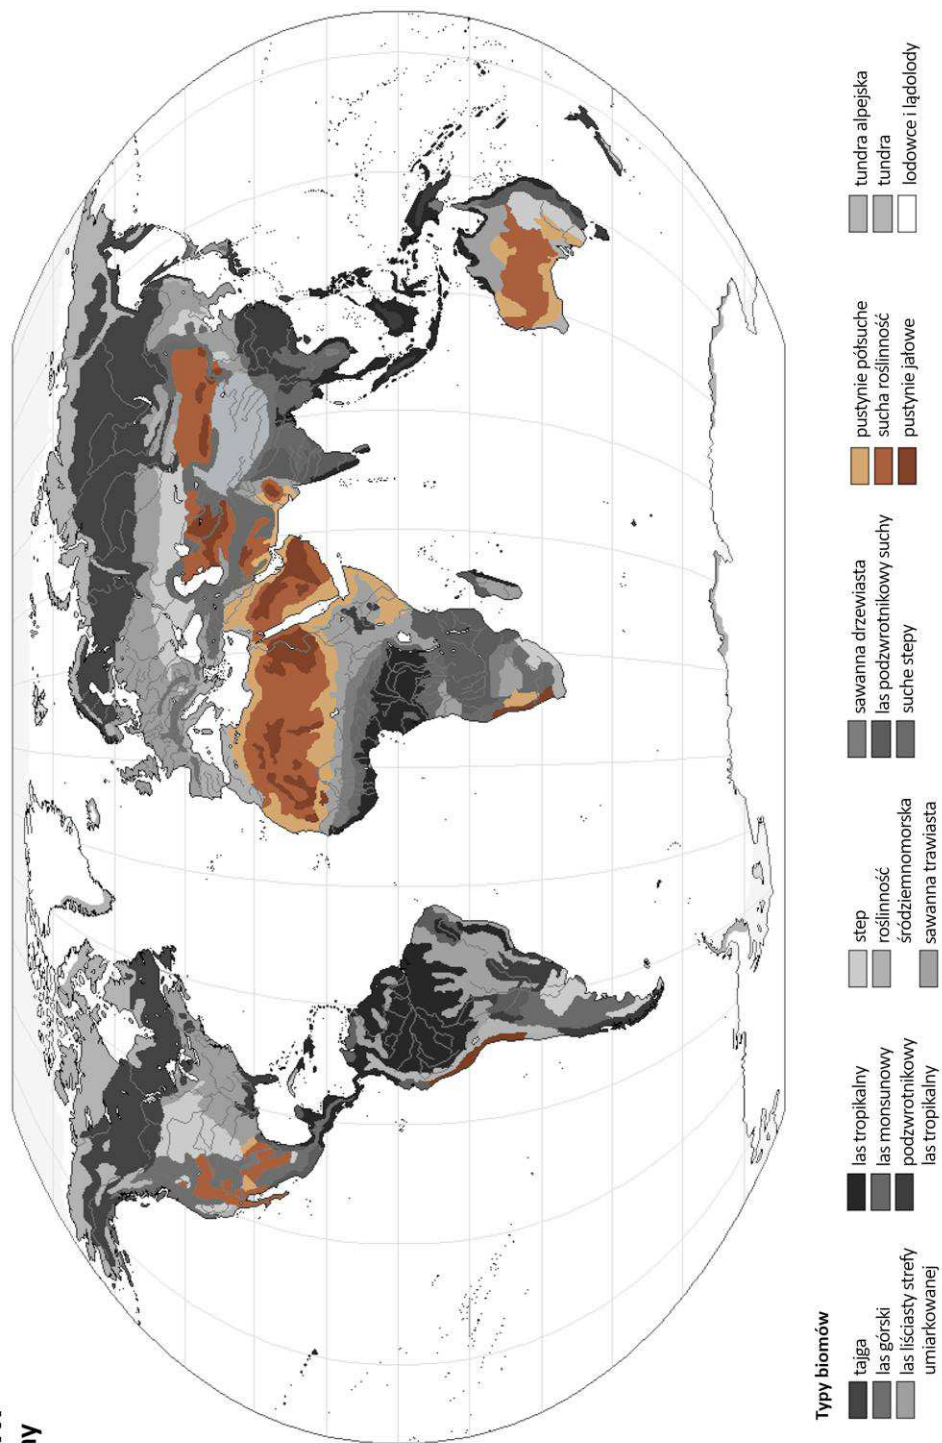 ny
Typy biomów
tajga
las górski
las liściasty strefy
umiarkowanej
las tropikalny
las monsunowy
podzwrotnikowy
las tropikalny
step
roślinność
śródziemnomorska
sawanna trawiasta
sawanna drzewiasta
las podzwrotnikowy suchy
suche stepy
pustynie półsuche
sucha roślinność
pustynie jałowe
tundra alpejska
tundra
lodowce i lądolody